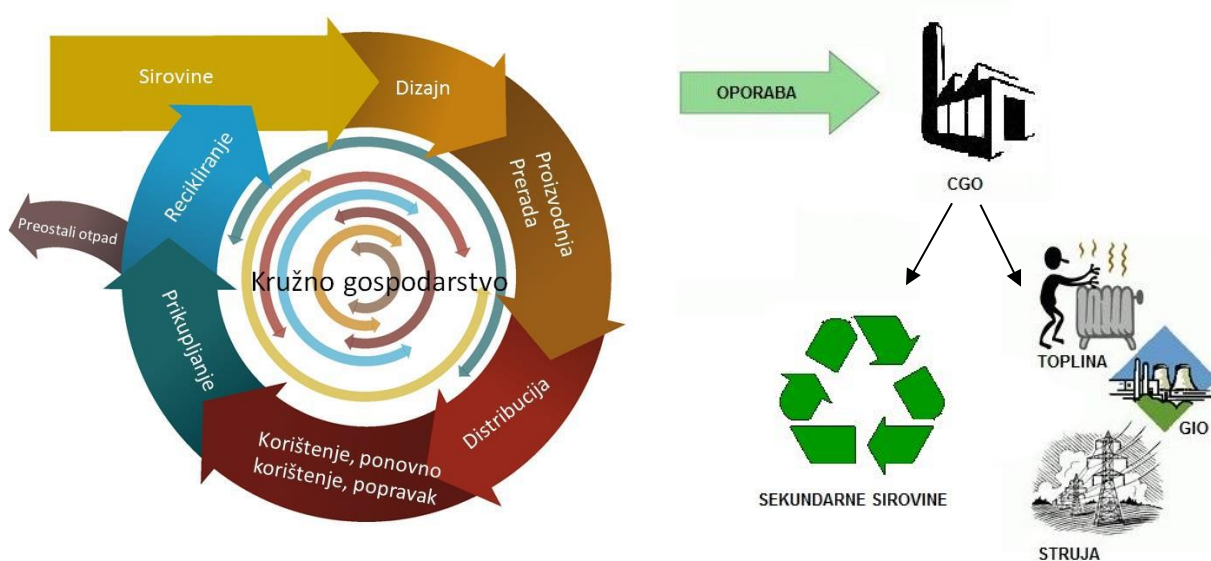 Sirovine
Dizajn
Proizvodnja
Prerada
Distribucija
Korištenje, ponovno
korištenje, popravak
Prikupljanje
Recikliranje
Preostali otpad
Kružno gospodarstvo
OPORABA
CGO
SEKUNDARNE SIROVINE
TOPLINA
GIO
STRUJA